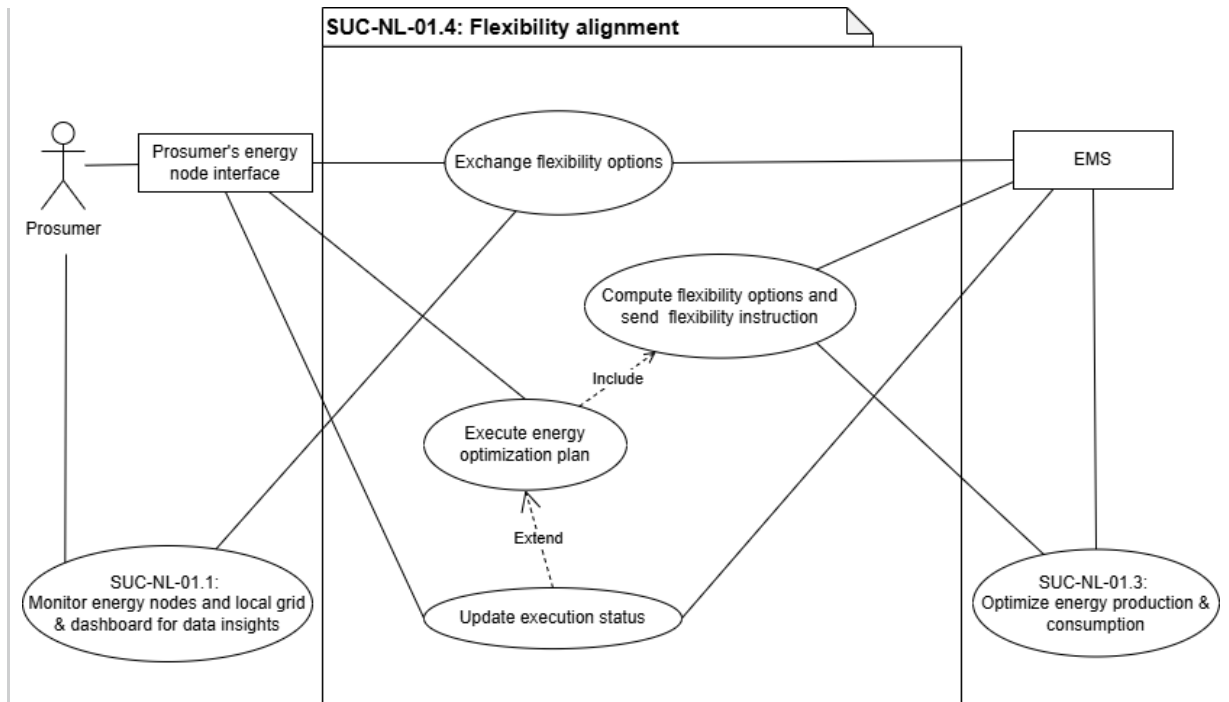 SUC-NL-01.4: Flexibility alignment
Prosumer's energy
node interface
Exchange flexibility options
EMS
Prosumer
Compute flexibility options and
send flexibility instruction
Include
Execute energy
optimization plan
Extend
SUC-NL-01.1:
Monitor energy nodes and local grid
& dashboard for data insights
Update execution status
SUC-NL-01.3:
Optimize energy production &
consumption